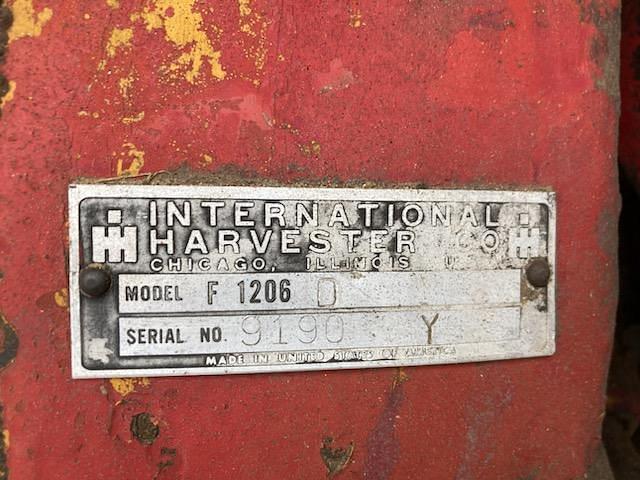 INTERNATIONAL
HARVESTER CO
CHICAGO, ILLINOIS U
MODEL F 1206 D
SERIAL NO. 9190 Y
MADE IN UNITED STATES OF AMERICA